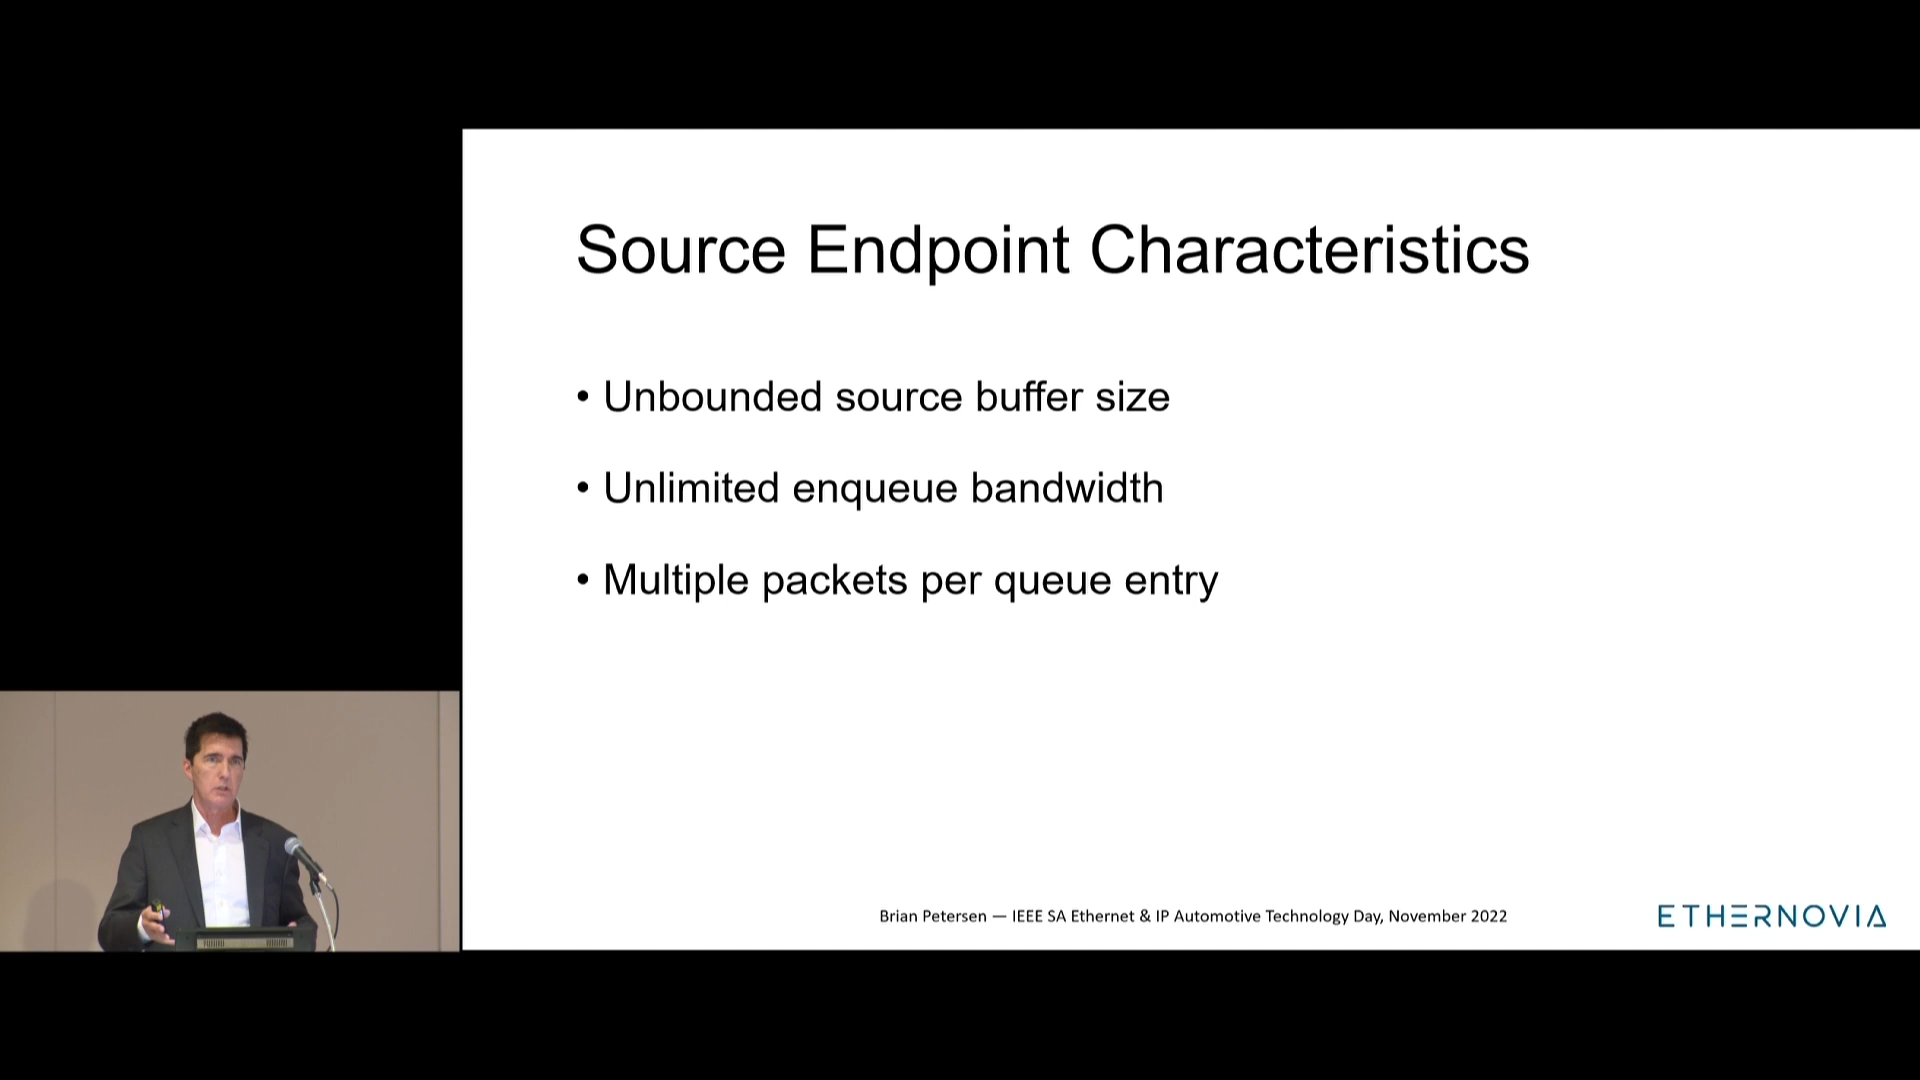 Source Endpoint Characteristics
• Unbounded source buffer size
• Unlimited enqueue bandwidth
• Multiple packets per queue entry
Brian Petersen — IEEE SA Ethernet & IP Automotive Technology Day, November 2022
ETHERNOVIA